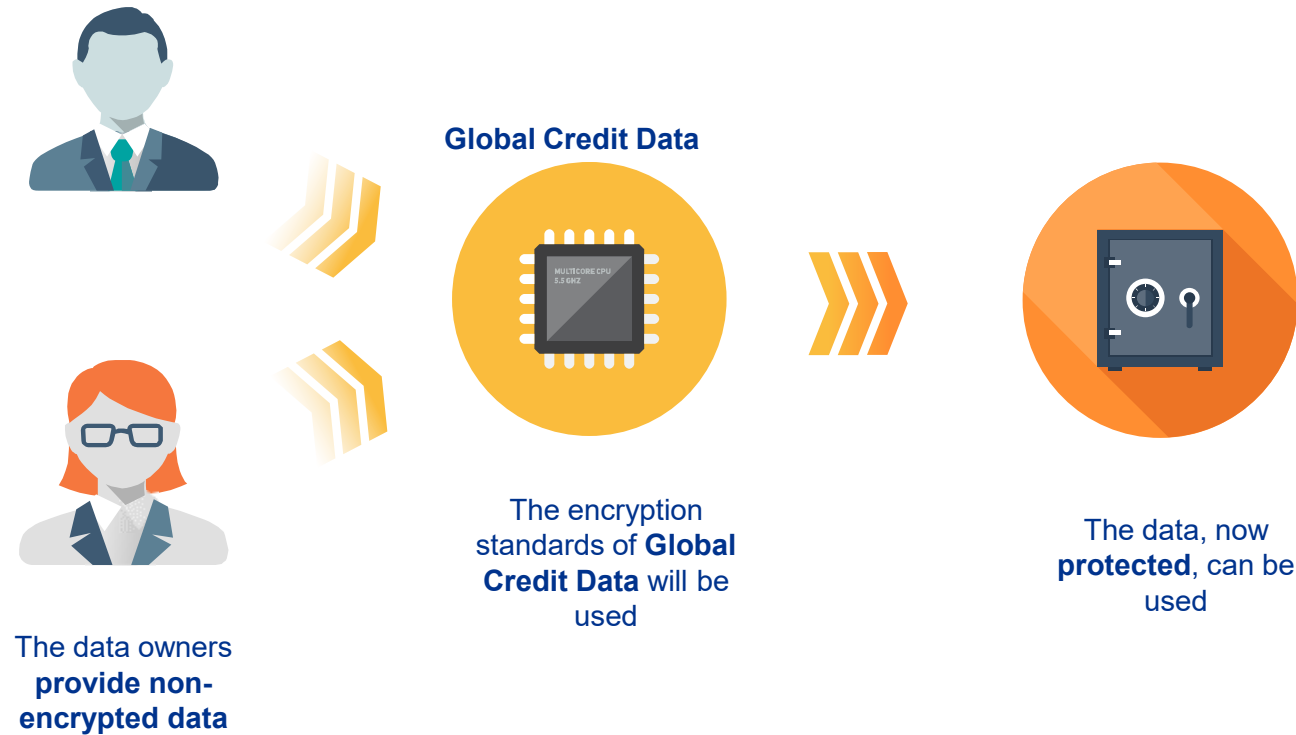 Global Credit Data
MULTICORE CPU
5.5 GHZ
The encryption
standards of Global
Credit Data will be
used
The data, now
protected, can be
used
The data owners
provide non-
encrypted data